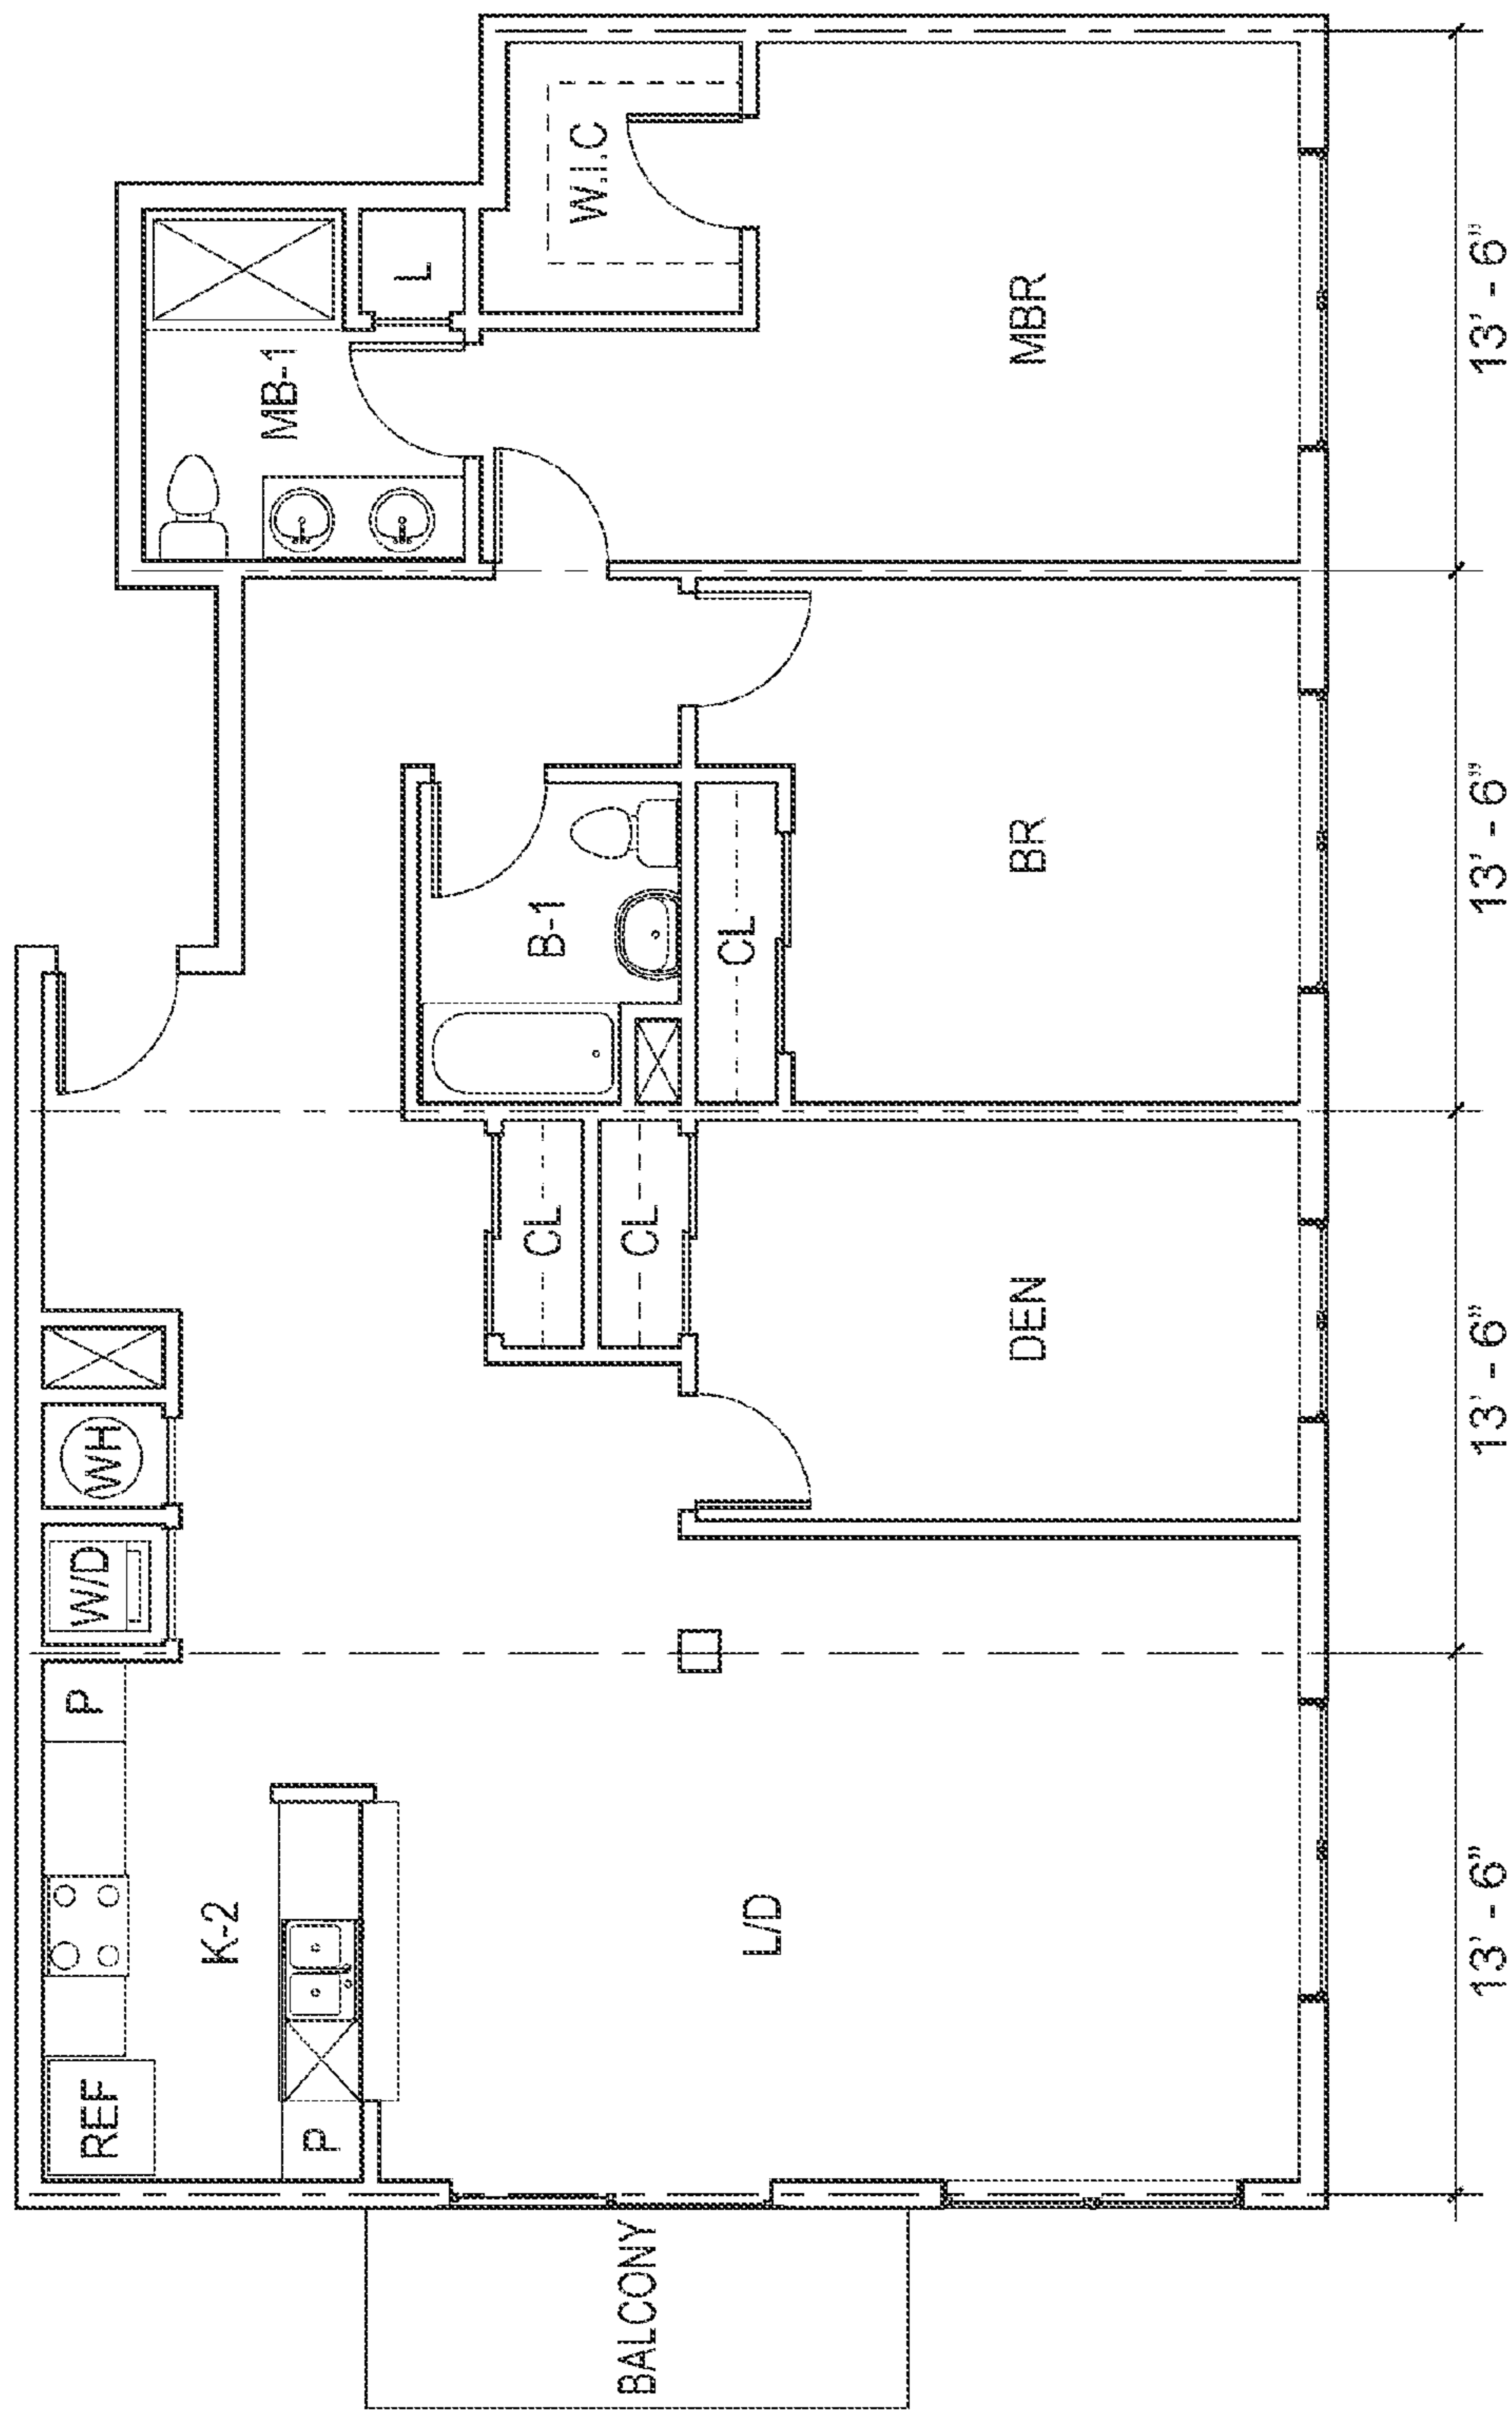 REF
P
W/D
WH
K-2
P
MB-1
L
W.I.C
B-1
CL
CL
CL
BALCONY
L/D
DEN
BR
MBR
13' - 6"
13' - 6"
13' - 6"
13' - 6"